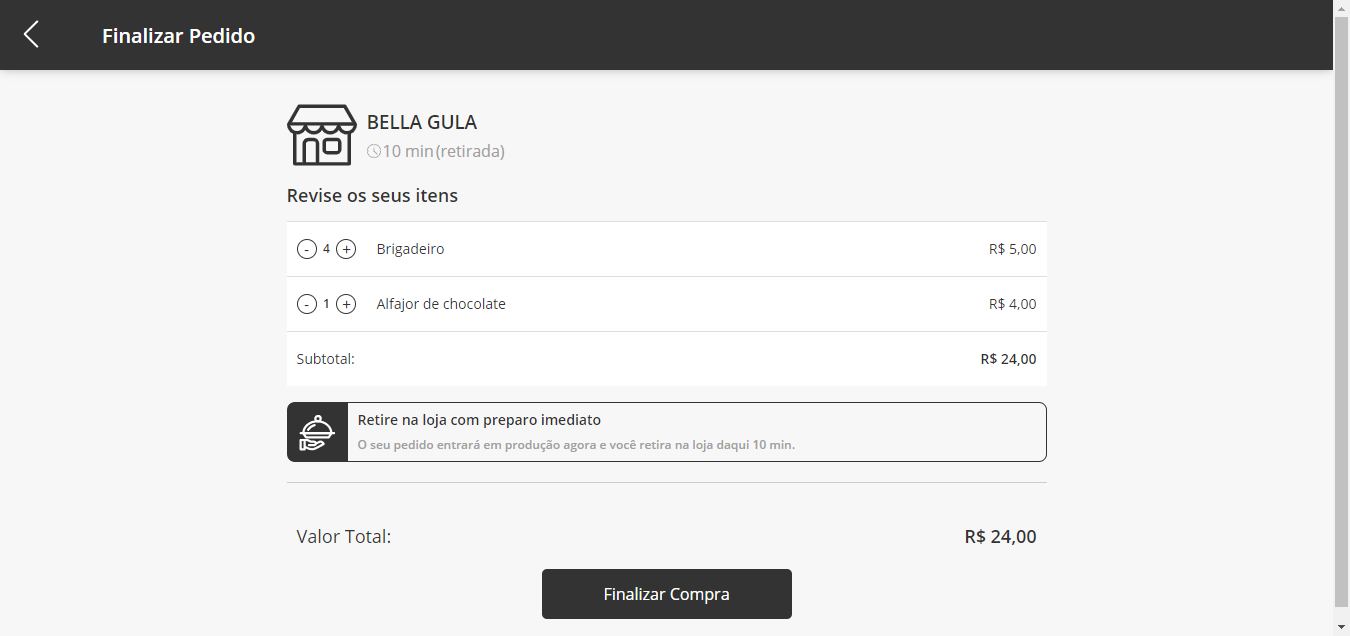 Finalizar Pedido
BELLA GULA
10 min (retirada)
Revise os seus itens
- 4 + Brigadeiro R$ 5,00
- 1 + Alfajor de chocolate R$ 4,00
Subtotal: R$ 24,00
Retire na loja com preparo imediato
O seu pedido entrará em produção agora e você retira na loja daqui 10 min.
Valor Total: R$ 24,00
Finalizar Compra